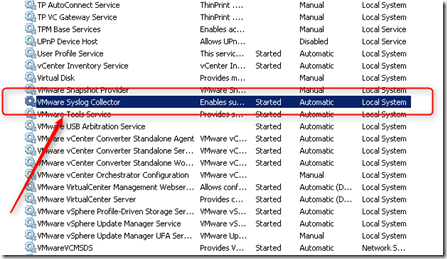 TP AutoConnect Service ThinPrint ... Manual Local System
TP VC Gateway Service ThinPrint ... Manual Local System
TPM Base Services Enables ac... Manual Local System
UPnP Device Host Allows UPn... Disabled Local Service
User Profile Service This servic... Started Automatic Local System
vCenter Inventory Service vCenter In... Started Automatic Local System
Virtual Disk Provides m... Manual Local System
VMware Snapshot Provider VMware Sn... Manual Local System
VMware Syslog Collector Enables su... Started Automatic Local System
VMware Tools Service Provides s... Started Automatic Local System
VMware USB Arbitration Service Started Automatic Local System
VMware vCenter Converter Standalone Agent VMware vC... Started Automatic Local System
VMware vCenter Converter Standalone Server VMware vC... Started Automatic Local System
VMware vCenter Converter Standalone Wo... VMware vC... Started Automatic Local System
VMware vCenter Orchestrator Configuration VMware vC... Manual Local System
VMware VirtualCenter Management Webser... Allows conf... Started Automatic (D... Local System
VMware VirtualCenter Server Provides c... Started Automatic (D... Local System
VMware vSphere Profile-Driven Storage Ser... VMware vS... Started Automatic Local System
VMware vSphere Update Manager Service VMware vS... Started Automatic Local System
VMware vSphere Update Manager UFA Serv... VMware vS... Started Manual Local System
VMwareVCMSDS Provides V... Started Automatic Network S...